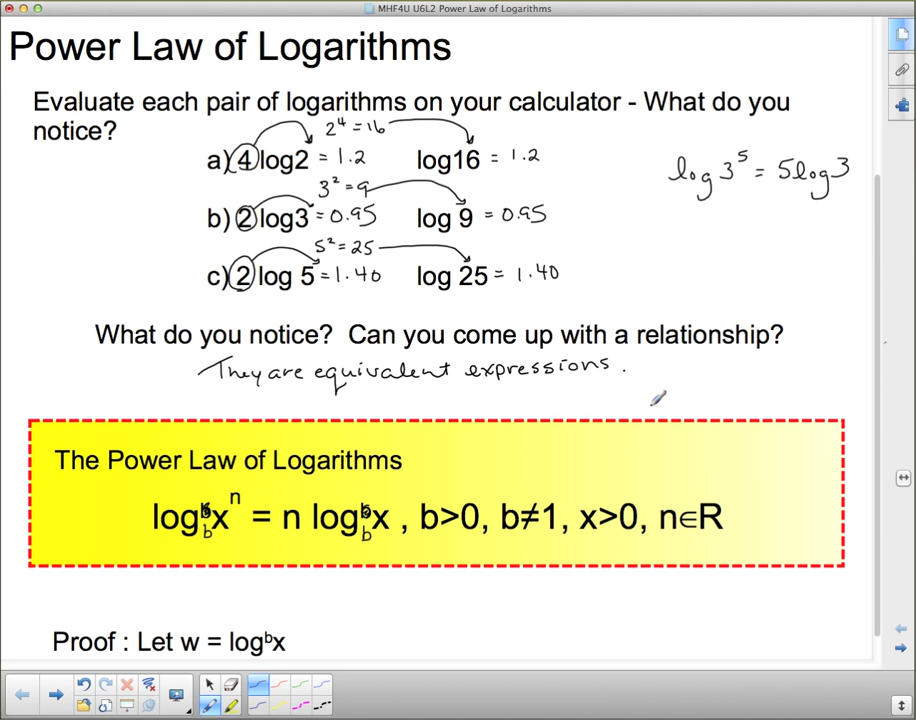 MHF4U U6L2 Power Law of Logarithms
Power Law of Logarithms
Evaluate each pair of logarithms on your calculator - What do you
notice?
2⁴ = 16
a) 4 log2 = 1.2 log16 = 1.2
log 3⁵ = 5log3
3² = 9
b) 2 log3 = 0.95 log 9 = 0.95
5² = 25
c) 2 log 5 = 1.40 log 25 = 1.40
What do you notice? Can you come up with a relationship?
They are equivalent expressions.
The Power Law of Logarithms
log_b xⁿ = n log_b x , b>0, b≠1, x>0, n∈R
Proof : Let w = logᵇx